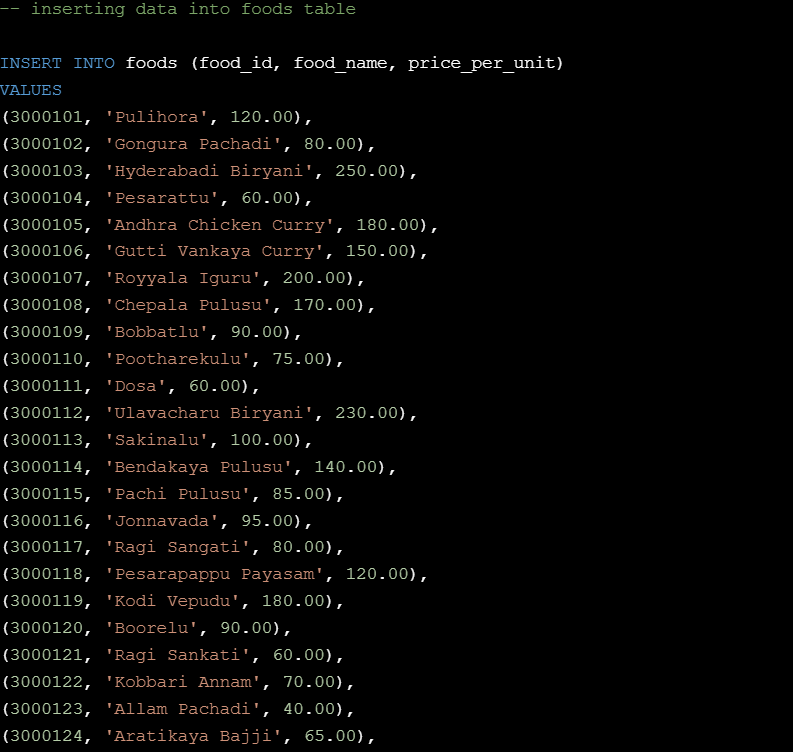 -- inserting data into foods table
INSERT INTO foods (food_id, food_name, price_per_unit)
VALUES
(3000101, 'Pulihora', 120.00),
(3000102, 'Gongura Pachadi', 80.00),
(3000103, 'Hyderabadi Biryani', 250.00),
(3000104, 'Pesarattu', 60.00),
(3000105, 'Andhra Chicken Curry', 180.00),
(3000106, 'Gutti Vankaya Curry', 150.00),
(3000107, 'Royyala Iguru', 200.00),
(3000108, 'Chepala Pulusu', 170.00),
(3000109, 'Bobbatlu', 90.00),
(3000110, 'Pootharekulu', 75.00),
(3000111, 'Dosa', 60.00),
(3000112, 'Ulavacharu Biryani', 230.00),
(3000113, 'Sakinalu', 100.00),
(3000114, 'Bendakaya Pulusu', 140.00),
(3000115, 'Pachi Pulusu', 85.00),
(3000116, 'Jonnavada', 95.00),
(3000117, 'Ragi Sangati', 80.00),
(3000118, 'Pesarapappu Payasam', 120.00),
(3000119, 'Kodi Vepudu', 180.00),
(3000120, 'Boorelu', 90.00),
(3000121, 'Ragi Sankati', 60.00),
(3000122, 'Kobbari Annam', 70.00),
(3000123, 'Allam Pachadi', 40.00),
(3000124, 'Aratikaya Bajji', 65.00),